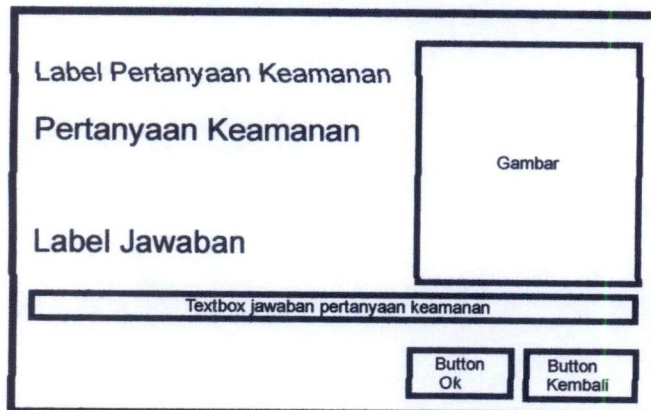 Label Pertanyaan Keamanan
Pertanyaan Keamanan
Gambar
Label Jawaban
Textbox jawaban pertanyaan keamanan
Button
Ok
Button
Kembali